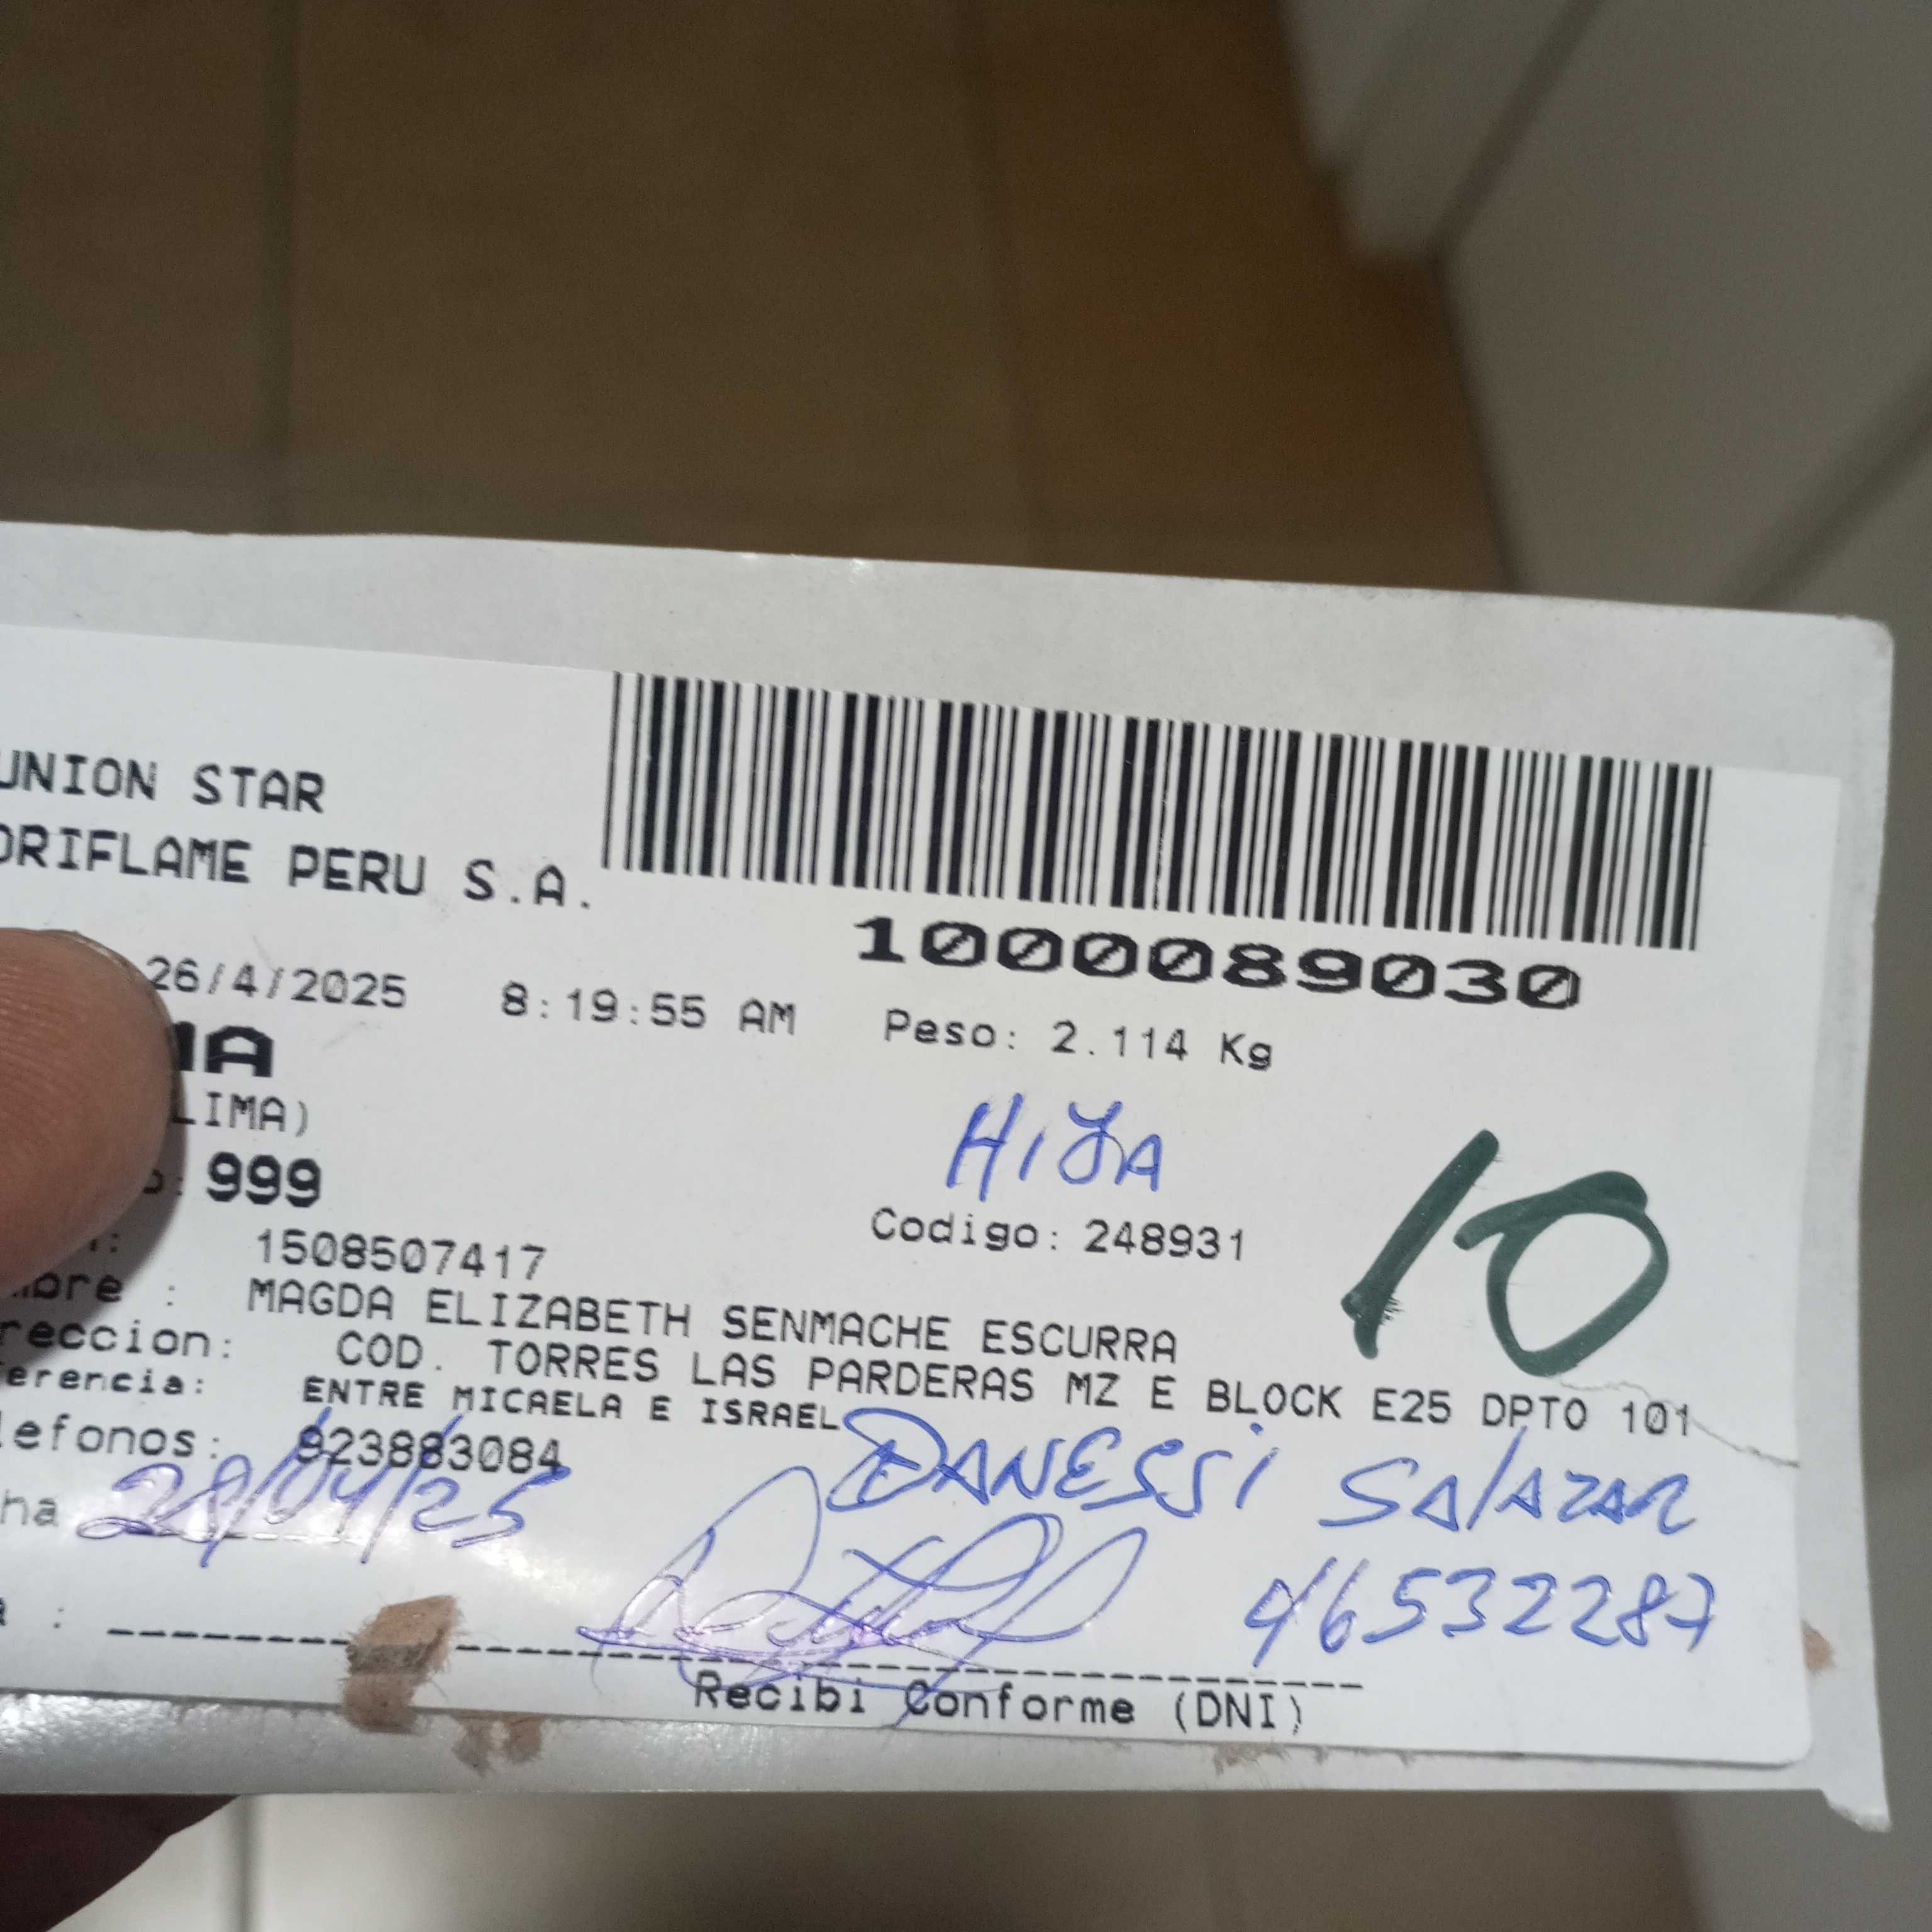 UNION STAR
ORIFLAME PERU S.A.
1000089030
26/4/2025 8:19:55 AM Peso: 2.114 Kg
MA
LIMA)
HIJA
: 999
10
1508507417 Codigo: 248931
mbre : MAGDA ELIZABETH SENMACHE ESCURRA
reccion: COD. TORRES LAS PARDERAS MZ E BLOCK E25 DPTO 101
erencia: ENTRE MICAELA E ISRAEL
lefonos: 923883084
DANESSI SALAZAR
ha 28/04/25
46532287
a :
Recibi Conforme (DNI)